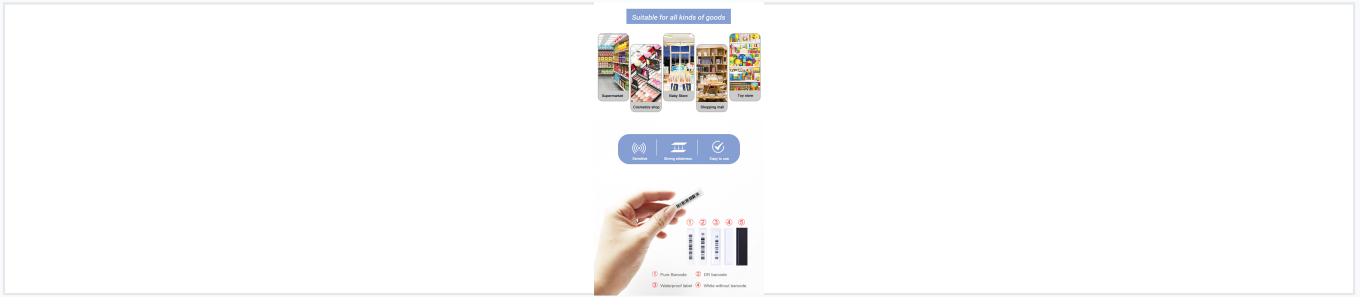 Suitable for all kinds of goods
Supermarket
Cosmetics shop
Baby Store
Shopping mall
Toy store
Sensitive
Strong adhesive
Easy to use
① ② ③ ④ ⑤
① Pure Barcode ② DR barcode
③ Waterproof label ④ White without barcode